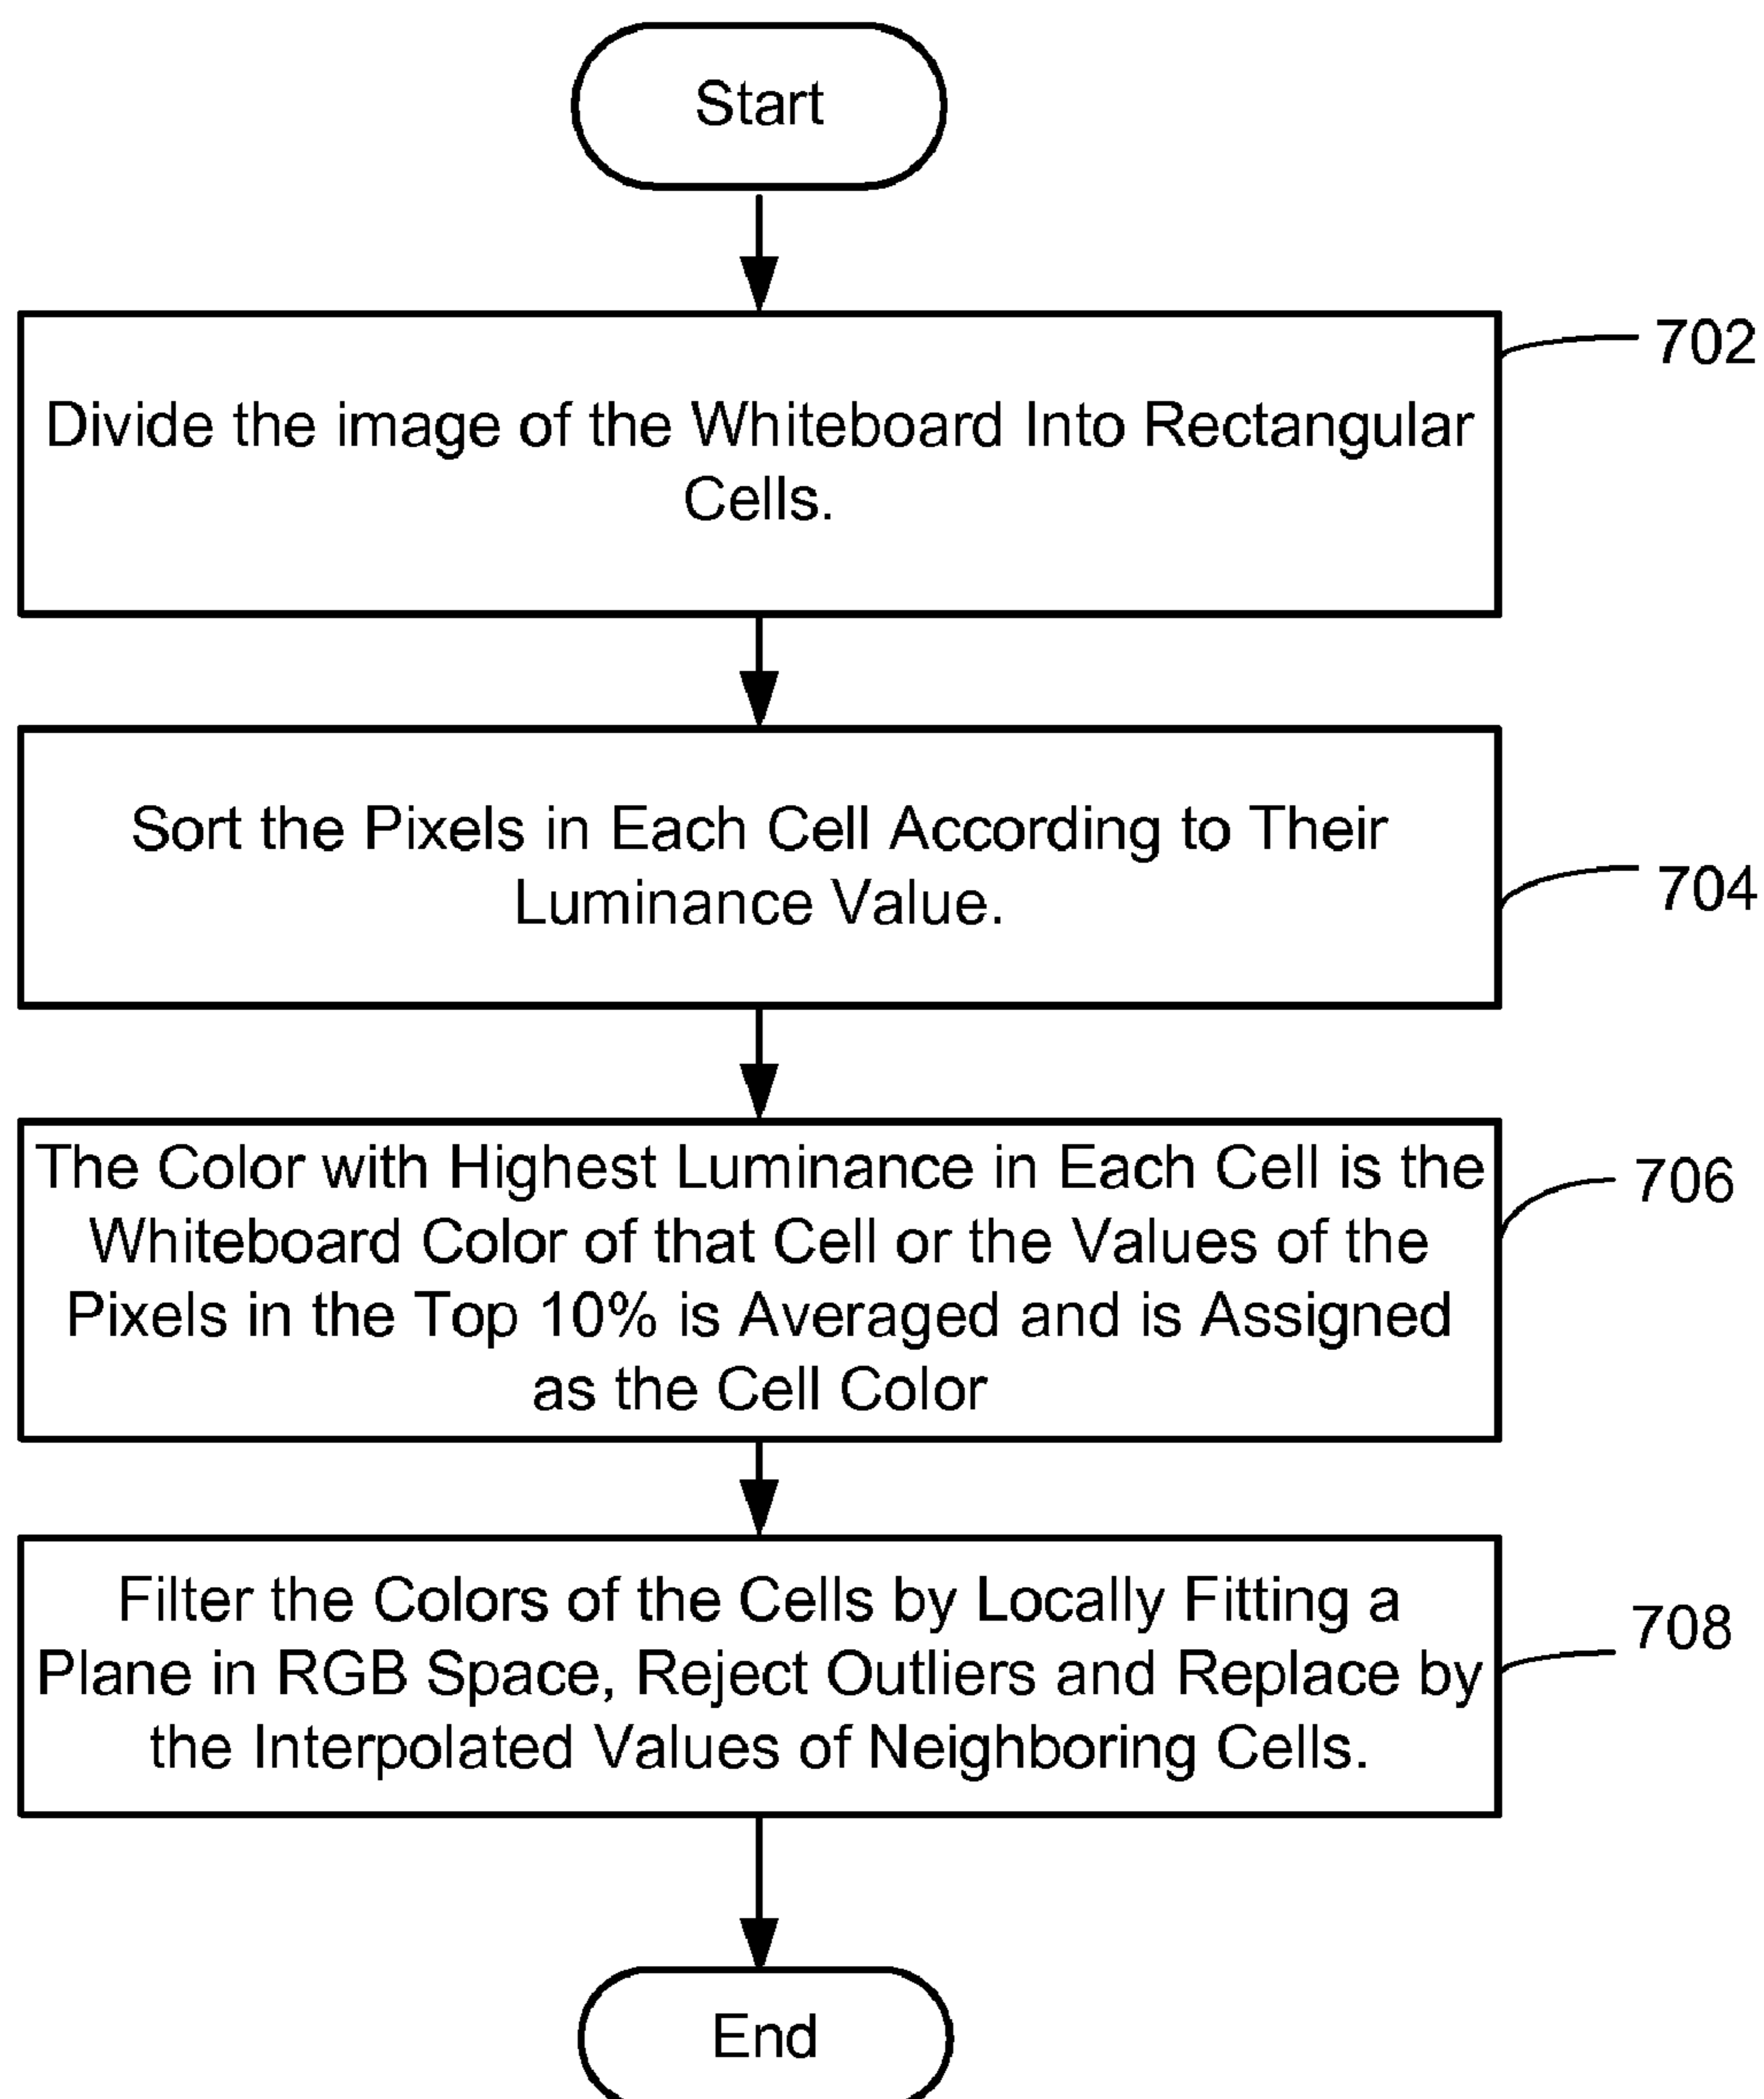 Start
702
Divide the image of the Whiteboard Into Rectangular
Cells.
Sort the Pixels in Each Cell According to Their
Luminance Value.
704
The Color with Highest Luminance in Each Cell is the
Whiteboard Color of that Cell or the Values of the
Pixels in the Top 10% is Averaged and is Assigned
as the Cell Color
706
Filter the Colors of the Cells by Locally Fitting a
Plane in RGB Space, Reject Outliers and Replace by
the Interpolated Values of Neighboring Cells.
708
End